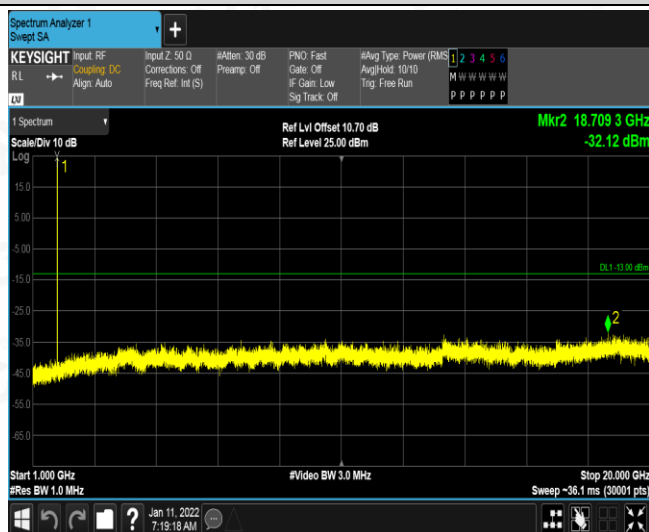 Spectrum Analyzer 1
Swept SA
+
KEYSIGHT
RL
LXI
Input: RF
Coupling: DC
Align: Auto
Input Z: 50 Ω
Corrections: Off
Freq Ref: Int (S)
#Atten: 30 dB
Preamp: Off
PNO: Fast
Gate: Off
IF Gain: Low
Sig Track: Off
#Avg Type: Power (RMS
Avg|Hold: 10/10
Trig: Free Run
1 2 3 4 5 6
M W W W W W
P P P P P P
1 Spectrum
Scale/Div 10 dB
Ref Lvl Offset 10.70 dB
Ref Level 25.00 dBm
Mkr2 18.709 3 GHz
-32.12 dBm
Log
1
15.0
5.00
-5.00
DL1 -13.00 dBm
-15.0
-25.0
2
-35.0
-45.0
-55.0
-65.0
Start 1.000 GHz
#Res BW 1.0 MHz
#Video BW 3.0 MHz
Stop 20.000 GHz
Sweep ~36.1 ms (30001 pts)
?
Jan 11, 2022
7:19:18 AM